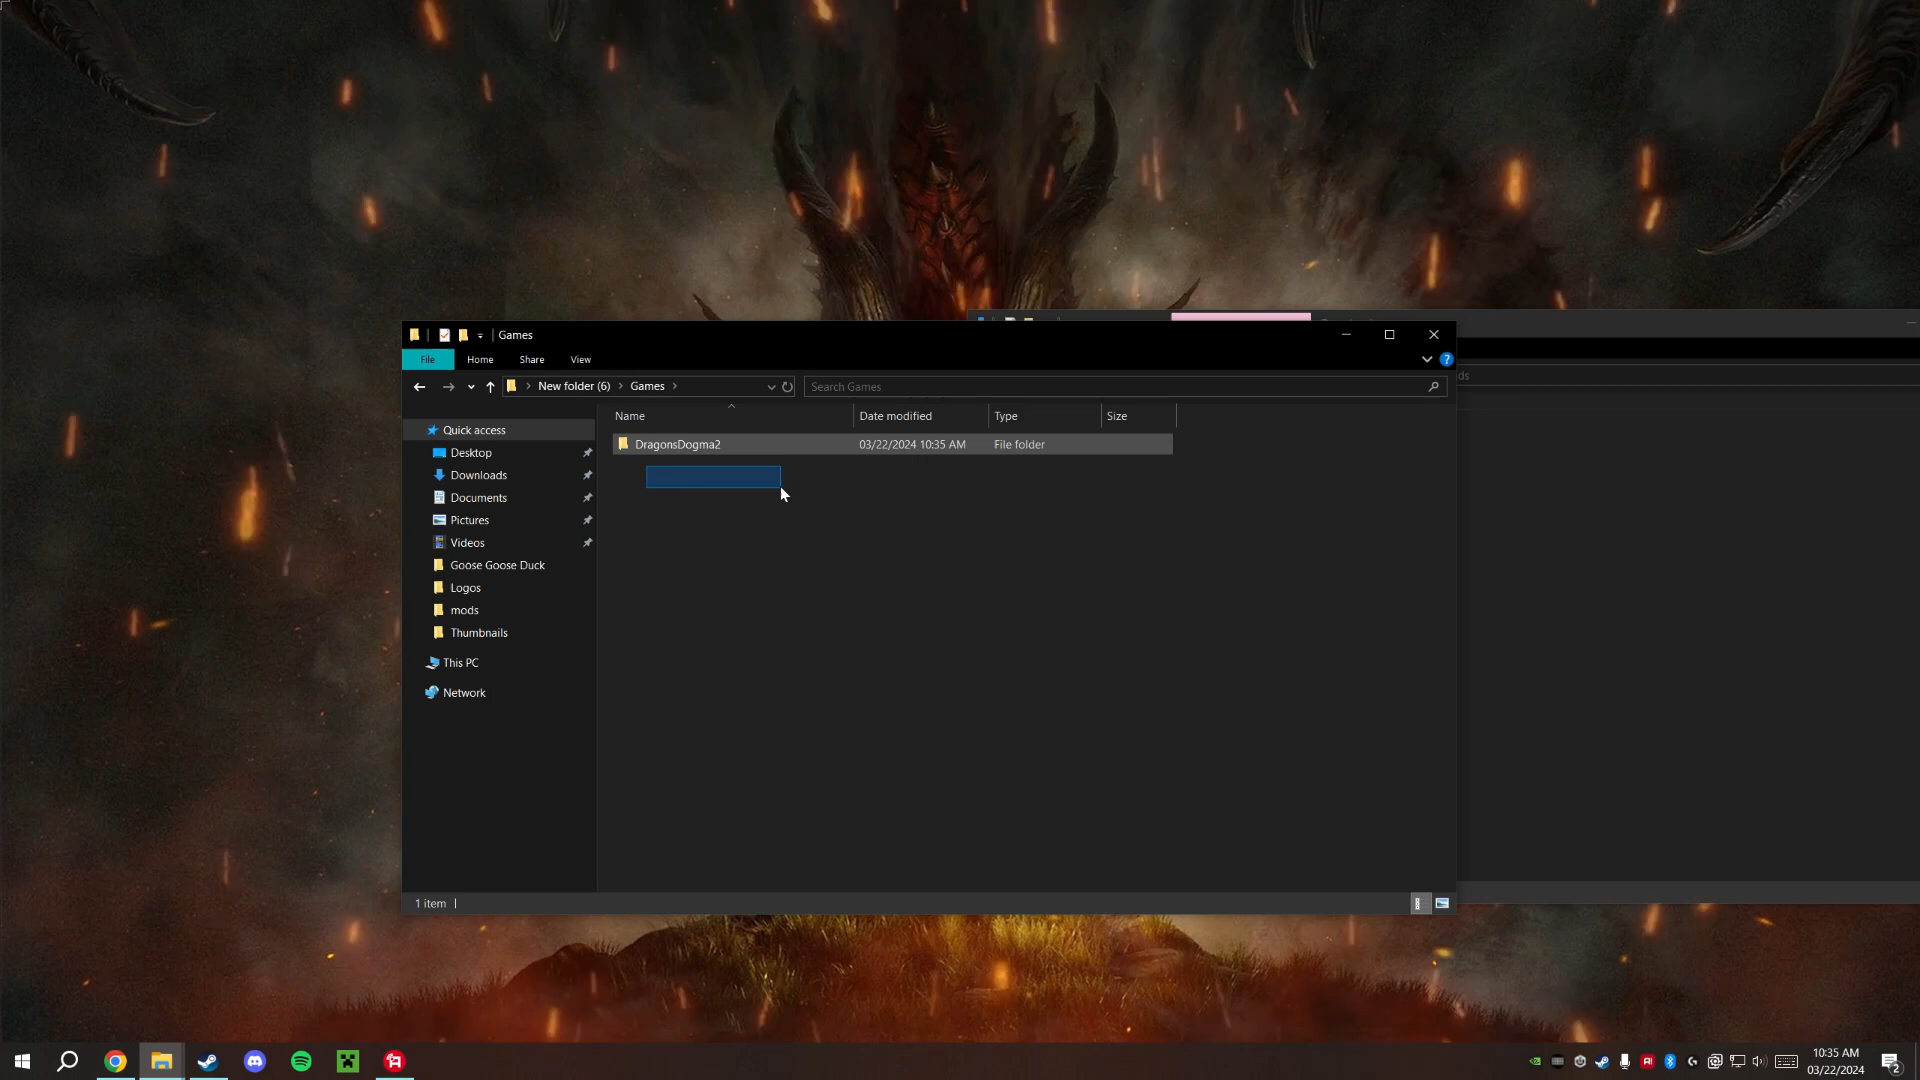 Games
File Home Share View
New folder (6) Games
Search Games
Name Date modified Type Size
DragonsDogma2 03/22/2024 10:35 AM File folder
Quick access
Desktop
Downloads
Documents
Pictures
Videos
Goose Goose Duck
Logos
mods
Thumbnails
This PC
Network
1 item
10:35 AM
03/22/2024
2